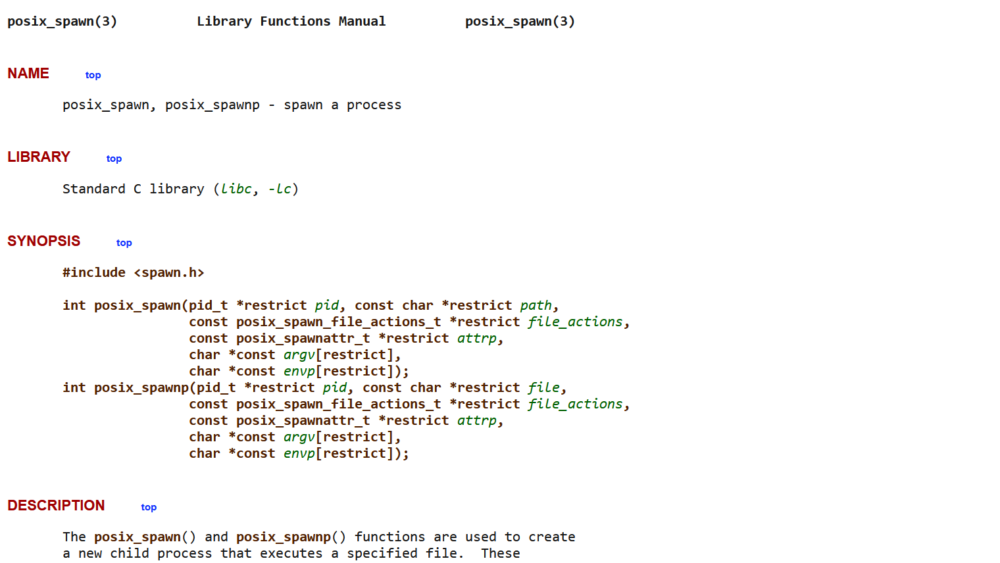 posix_spawn(3) Library Functions Manual posix_spawn(3)
NAME top
posix_spawn, posix_spawnp - spawn a process
LIBRARY top
Standard C library (libc, -lc)
SYNOPSIS top
#include <spawn.h>
int posix_spawn(pid_t *restrict pid, const char *restrict path,
const posix_spawn_file_actions_t *restrict file_actions,
const posix_spawnattr_t *restrict attrp,
char *const argv[restrict],
char *const envp[restrict]);
int posix_spawnp(pid_t *restrict pid, const char *restrict file,
const posix_spawn_file_actions_t *restrict file_actions,
const posix_spawnattr_t *restrict attrp,
char *const argv[restrict],
char *const envp[restrict]);
DESCRIPTION top
The posix_spawn() and posix_spawnp() functions are used to create
a new child process that executes a specified file.  These